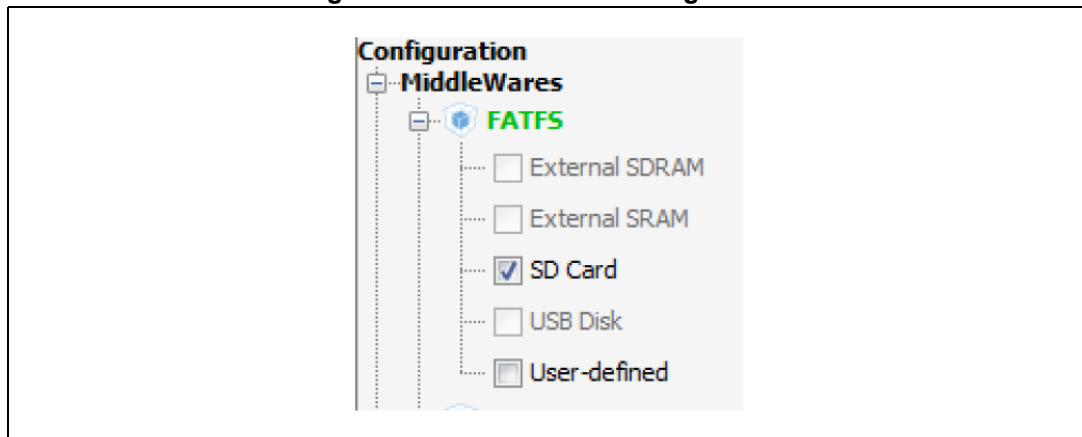 Configuration
MiddleWares
FATFS
External SDRAM
External SRAM
SD Card
USB Disk
User-defined